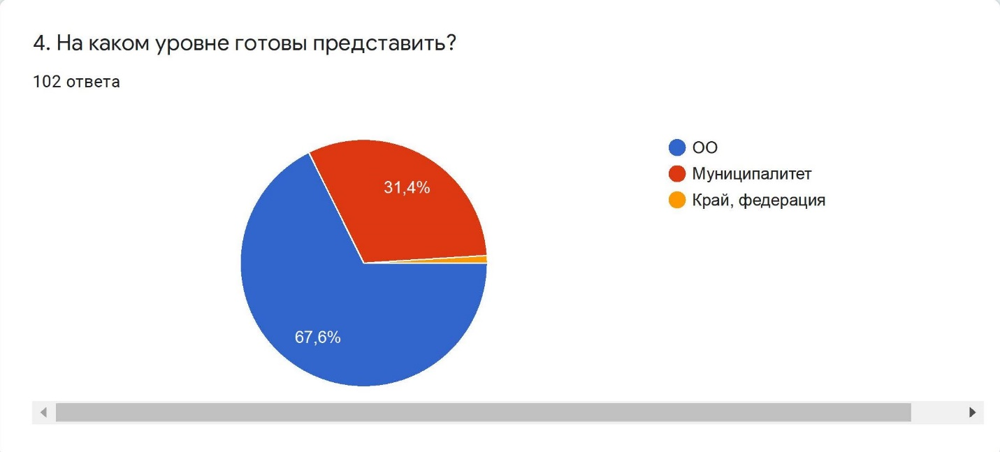 4. На каком уровне готовы представить?
102 ответа
ОО
Муниципалитет
Край, федерация
31,4%
67,6%